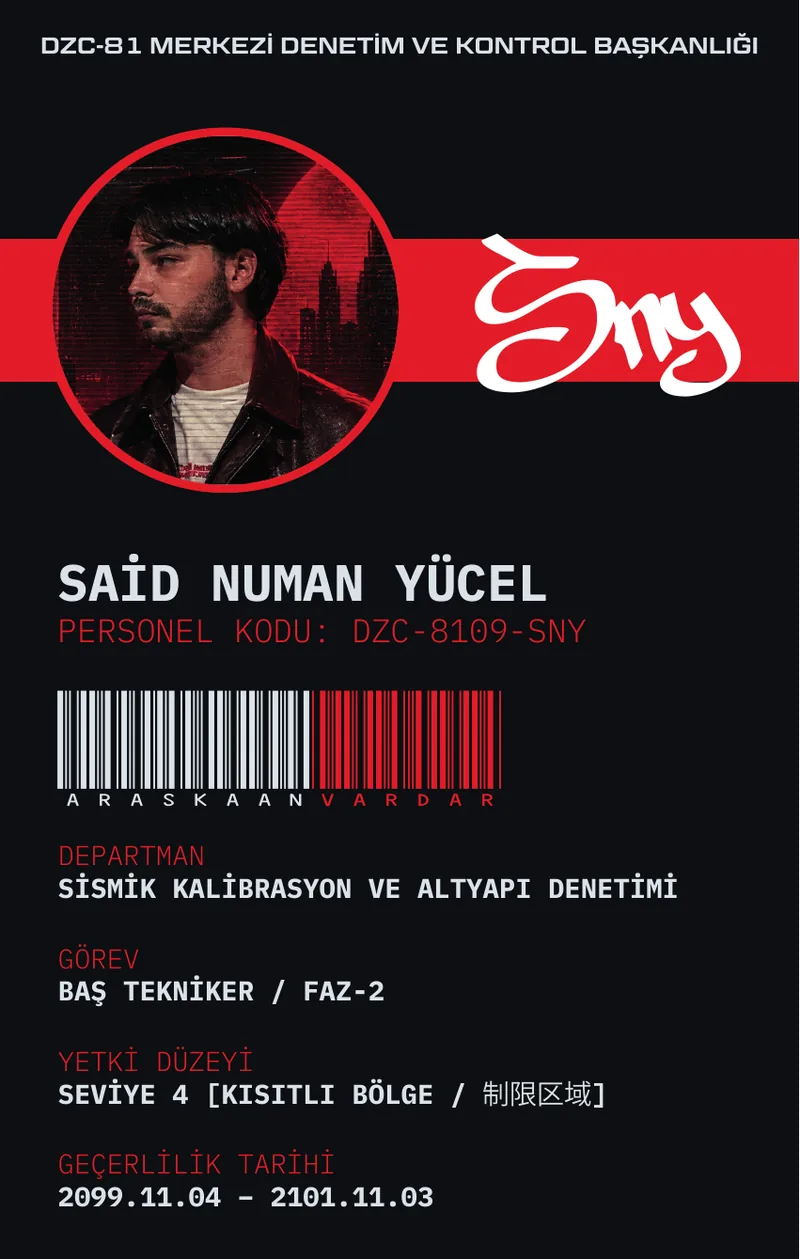 DZC-81 MERKEZİ DENETİM VE KONTROL BAŞKANLIĞI
Sny
SAİD NUMAN YÜCEL
PERSONEL KODU: DZC-8109-SNY
ARASKAANVARDAR
DEPARTMAN
SİSMİK KALİBRASYON VE ALTYAPI DENETİMİ
GÖREV
BAŞ TEKNİKER / FAZ-2
YETKİ DÜZEYİ
SEVİYE 4 [KISITLI BÖLGE / 制限区域]
GEÇERLİLİK TARİHİ
2099.11.04 – 2101.11.03